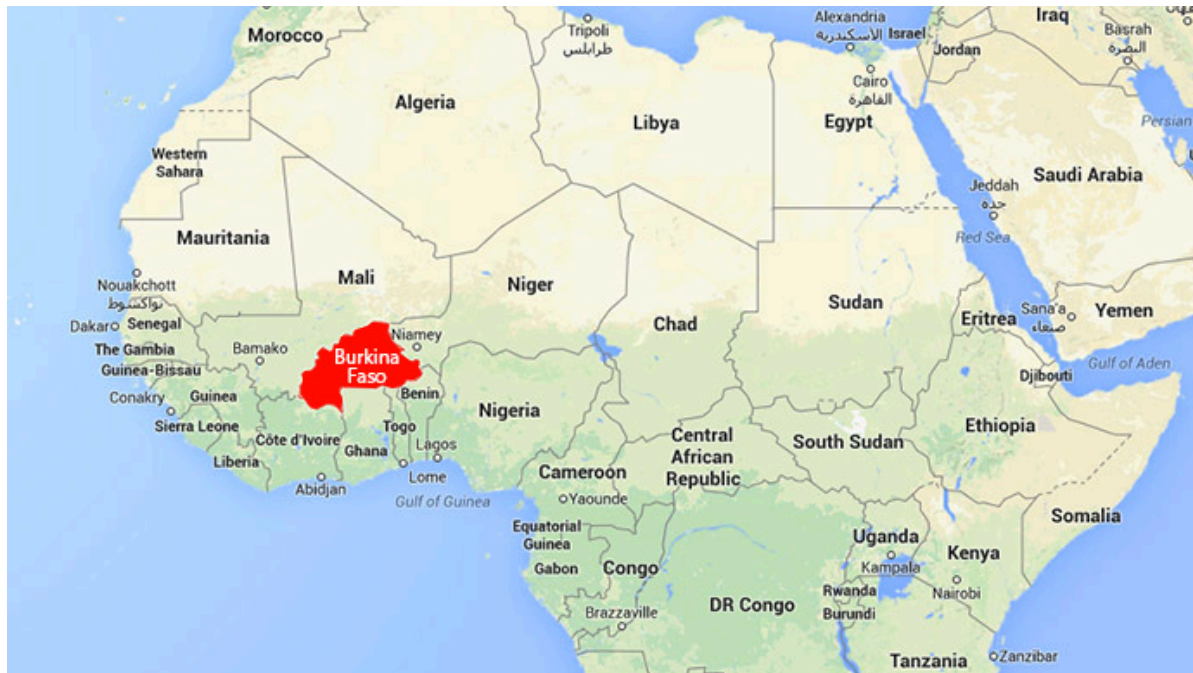 Morocco
Tripoli
طرابلس
Alexandria
الأسكندرية
Israel
Iraq
Jordan
Basrah
البصرة
Algeria
Libya
Cairo
القاهرة
Egypt
Persian
Western
Sahara
Saudi Arabia
Jeddah
جدة
Red Sea
Mauritania
Mali
Niger
Nouakchott
نواكشوط
Chad
Sudan
Eritrea
Sana'a
صنعاء
Yemen
Dakar
Senegal
The Gambia
Guinea-Bissau
Bamako
Burkina
Faso
Niamey
Gulf of Aden
Djibouti
Conakry
Guinea
Sierra Leone
Liberia
Côte d'Ivoire
Abidjan
Ghana
Togo
Benin
Lagos
Lome
Nigeria
Gulf of Guinea
Cameroon
Yaounde
Central
African
Republic
South Sudan
Ethiopia
Somalia
Equatorial
Guinea
Gabon
Congo
Brazzaville
DR Congo
Uganda
Kampala
Kenya
Nairobi
Rwanda
Burundi
Tanzania
Zanzibar